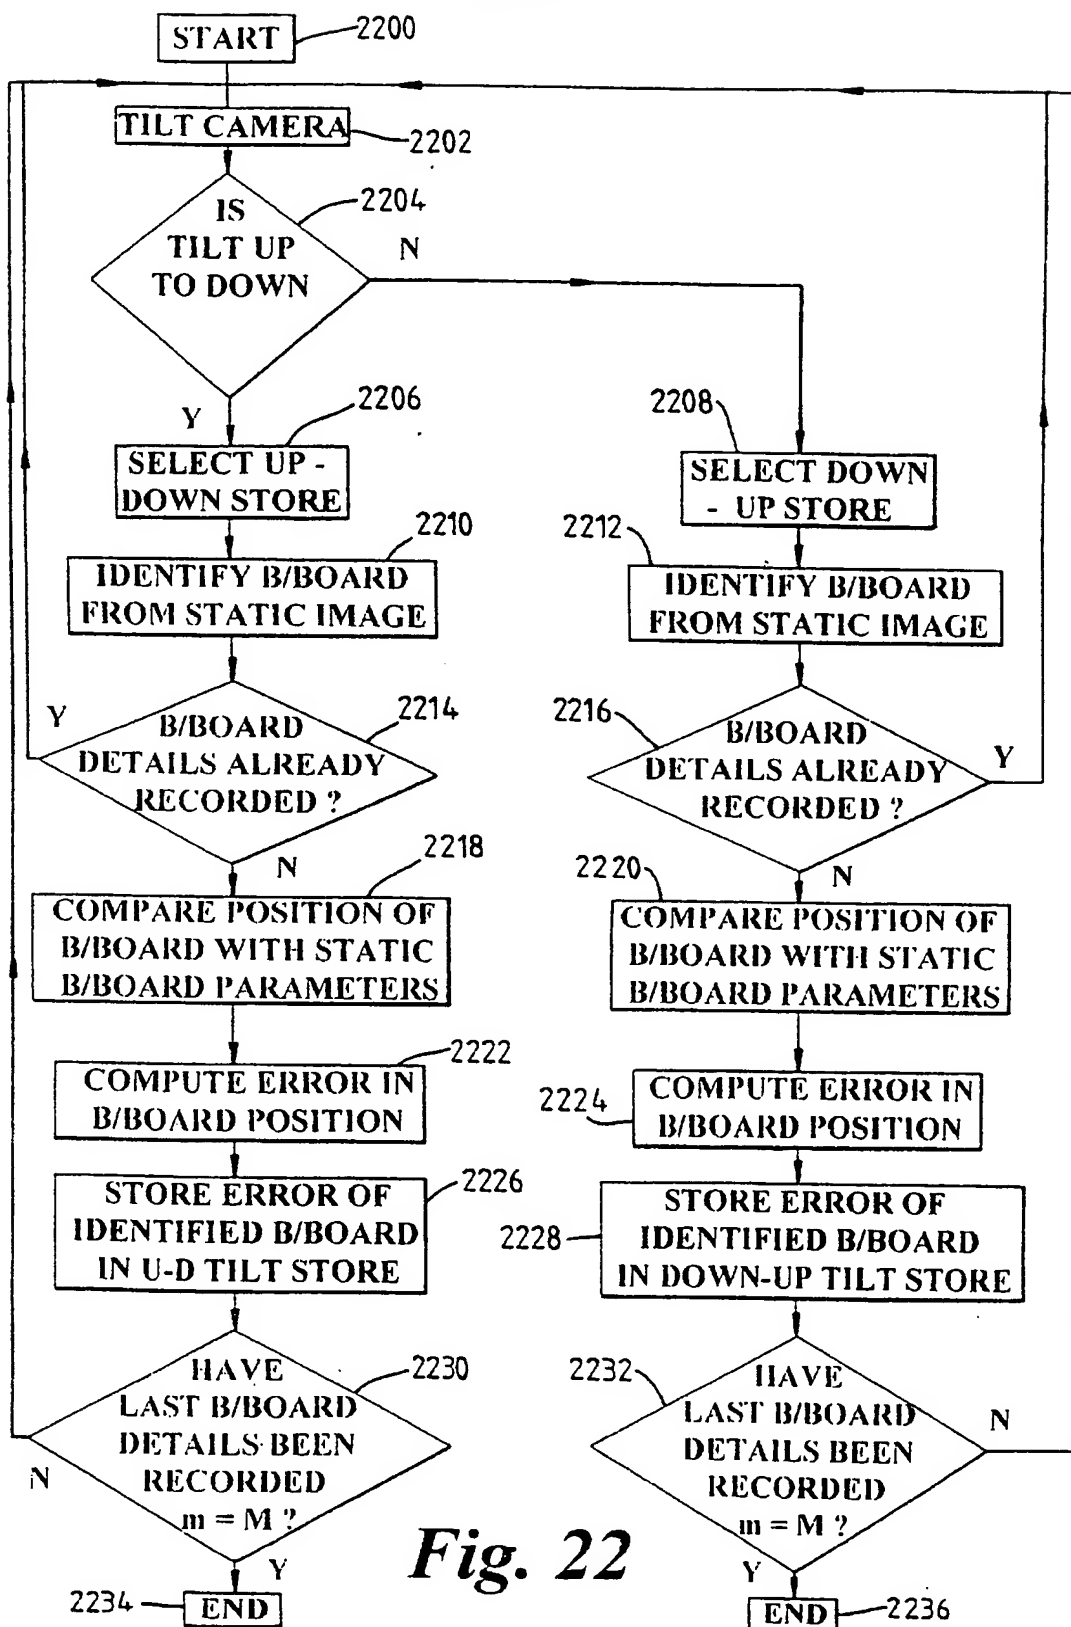 START
2200
TILT CAMERA
2202
IS
TILT UP
TO DOWN
2204
N
Y
2206
SELECT UP -
DOWN STORE
2208
SELECT DOWN
- UP STORE
2210
IDENTIFY B/BOARD
FROM STATIC IMAGE
2212
IDENTIFY B/BOARD
FROM STATIC IMAGE
Y
2214
B/BOARD
DETAILS ALREADY
RECORDED ?
2216
B/BOARD
DETAILS ALREADY
RECORDED ?
Y
N
2218
COMPARE POSITION OF
B/BOARD WITH STATIC
B/BOARD PARAMETERS
N
2220
COMPARE POSITION OF
B/BOARD WITH STATIC
B/BOARD PARAMETERS
2222
COMPUTE ERROR IN
B/BOARD POSITION
2224
COMPUTE ERROR IN
B/BOARD POSITION
2226
STORE ERROR OF
IDENTIFIED B/BOARD
IN U-D TILT STORE
2228
STORE ERROR OF
IDENTIFIED B/BOARD
IN DOWN-UP TILT STORE
2230
HAVE
LAST B/BOARD
DETAILS BEEN
RECORDED
m = M ?
N
2232
HAVE
LAST B/BOARD
DETAILS BEEN
RECORDED
m = M ?
N
Y
2234
END
Fig. 22
Y
END
2236